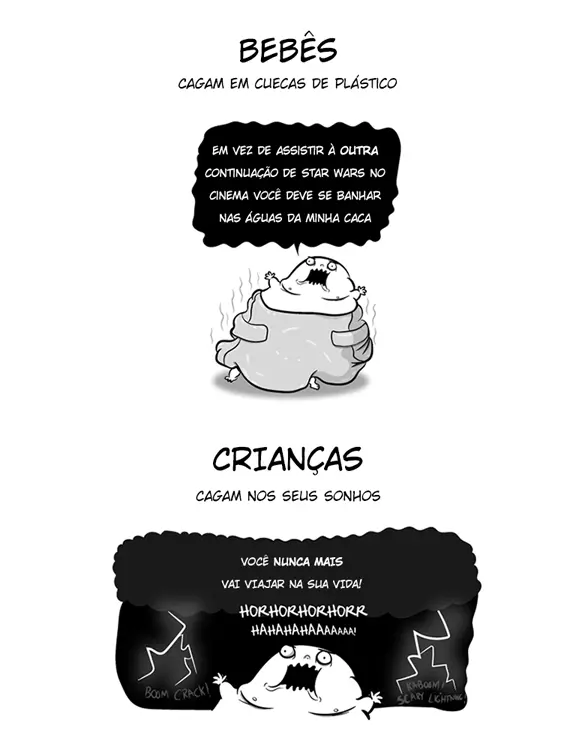 BEBÊS
CAGAM EM CUECAS DE PLÁSTICO
EM VEZ DE ASSISTIR À OUTRA
CONTINUAÇÃO DE STAR WARS NO
CINEMA VOCÊ DEVE SE BANHAR
NAS ÁGUAS DA MINHA CACA
CRIANÇAS
CAGAM NOS SEUS SONHOS
VOCÊ NUNCA MAIS
VAI VIAJAR NA SUA VIDA!
HORHORHORHORR
HAHAHAHAAAAAAA!
BOOM CRACK!
KABOOM!
SCARY LIGHTNING!